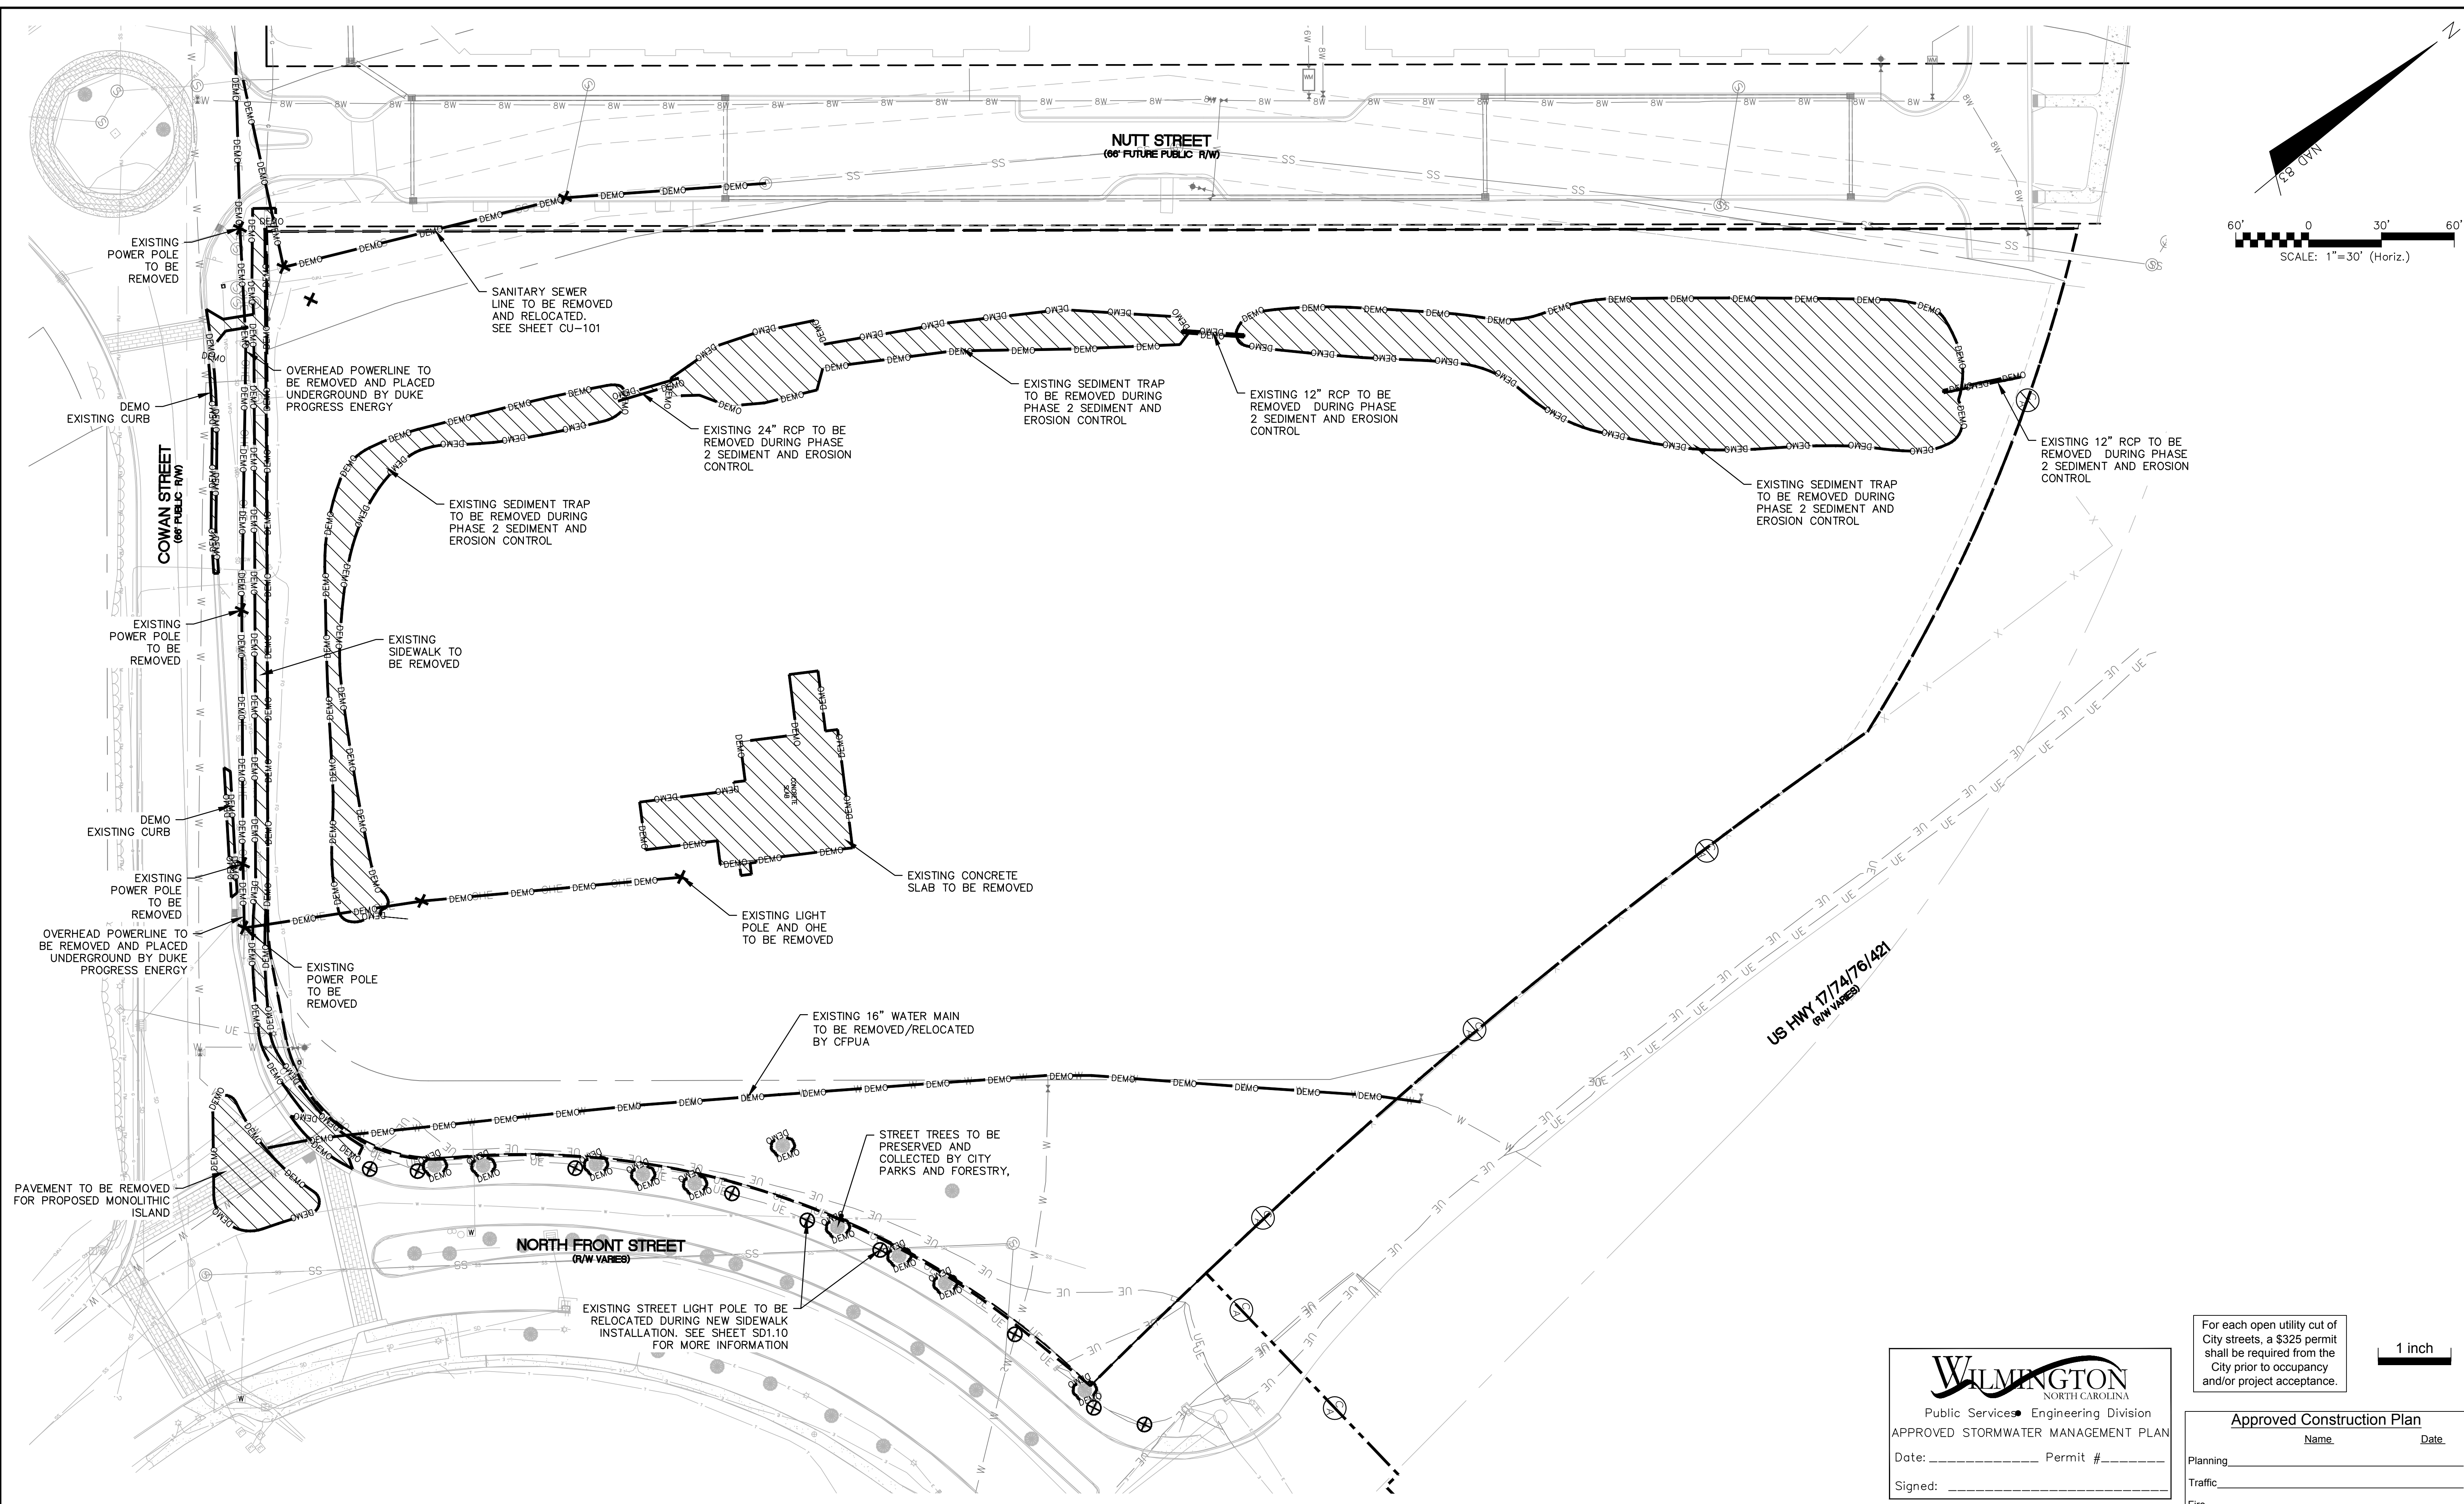 NUTT STREET
(66' FUTURE PUBLIC R/W)
N
NAD 83
60' 0 30' 60'
SCALE: 1"=30' (Horiz.)
EXISTING
POWER POLE
TO BE
REMOVED
SANITARY SEWER
LINE TO BE REMOVED
AND RELOCATED.
SEE SHEET CU-101
OVERHEAD POWERLINE TO
BE REMOVED AND PLACED
UNDERGROUND BY DUKE
PROGRESS ENERGY
DEMO
EXISTING CURB
COWAN STREET
(66' PUBLIC R/W)
EXISTING 24" RCP TO BE
REMOVED DURING PHASE
2 SEDIMENT AND EROSION
CONTROL
EXISTING SEDIMENT TRAP
TO BE REMOVED DURING
PHASE 2 SEDIMENT AND
EROSION CONTROL
EXISTING 12" RCP TO BE
REMOVED DURING PHASE
2 SEDIMENT AND EROSION
CONTROL
EXISTING 12" RCP TO BE
REMOVED DURING PHASE
2 SEDIMENT AND EROSION
CONTROL
EXISTING SEDIMENT TRAP
TO BE REMOVED DURING
PHASE 2 SEDIMENT AND
EROSION CONTROL
EXISTING SEDIMENT TRAP
TO BE REMOVED DURING
PHASE 2 SEDIMENT AND
EROSION CONTROL
EXISTING
POWER POLE
TO BE
REMOVED
EXISTING
SIDEWALK TO
BE REMOVED
CONCRETE
SLAB
DEMO
EXISTING CURB
EXISTING
POWER POLE
TO BE
REMOVED
EXISTING CONCRETE
SLAB TO BE REMOVED
EXISTING LIGHT
POLE AND OHE
TO BE REMOVED
OVERHEAD POWERLINE TO
BE REMOVED AND PLACED
UNDERGROUND BY DUKE
PROGRESS ENERGY
EXISTING
POWER POLE
TO BE
REMOVED
US HWY 17/74/76/421
(R/W VARIES)
EXISTING 16" WATER MAIN
TO BE REMOVED/RELOCATED
BY CFPUA
STREET TREES TO BE
PRESERVED AND
COLLECTED BY CITY
PARKS AND FORESTRY,
PAVEMENT TO BE REMOVED
FOR PROPOSED MONOLITHIC
ISLAND
NORTH FRONT STREET
(R/W VARIES)
EXISTING STREET LIGHT POLE TO BE
RELOCATED DURING NEW SIDEWALK
INSTALLATION. SEE SHEET SD1.10
FOR MORE INFORMATION
For each open utility cut of
City streets, a $325 permit
shall be required from the
City prior to occupancy
and/or project acceptance.
1 inch
WILMINGTON
NORTH CAROLINA
Public Services● Engineering Division
APPROVED STORMWATER MANAGEMENT PLAN
Date: ____________ Permit #_______
Signed: ________________________
Approved Construction Plan
Name Date
Planning
Traffic